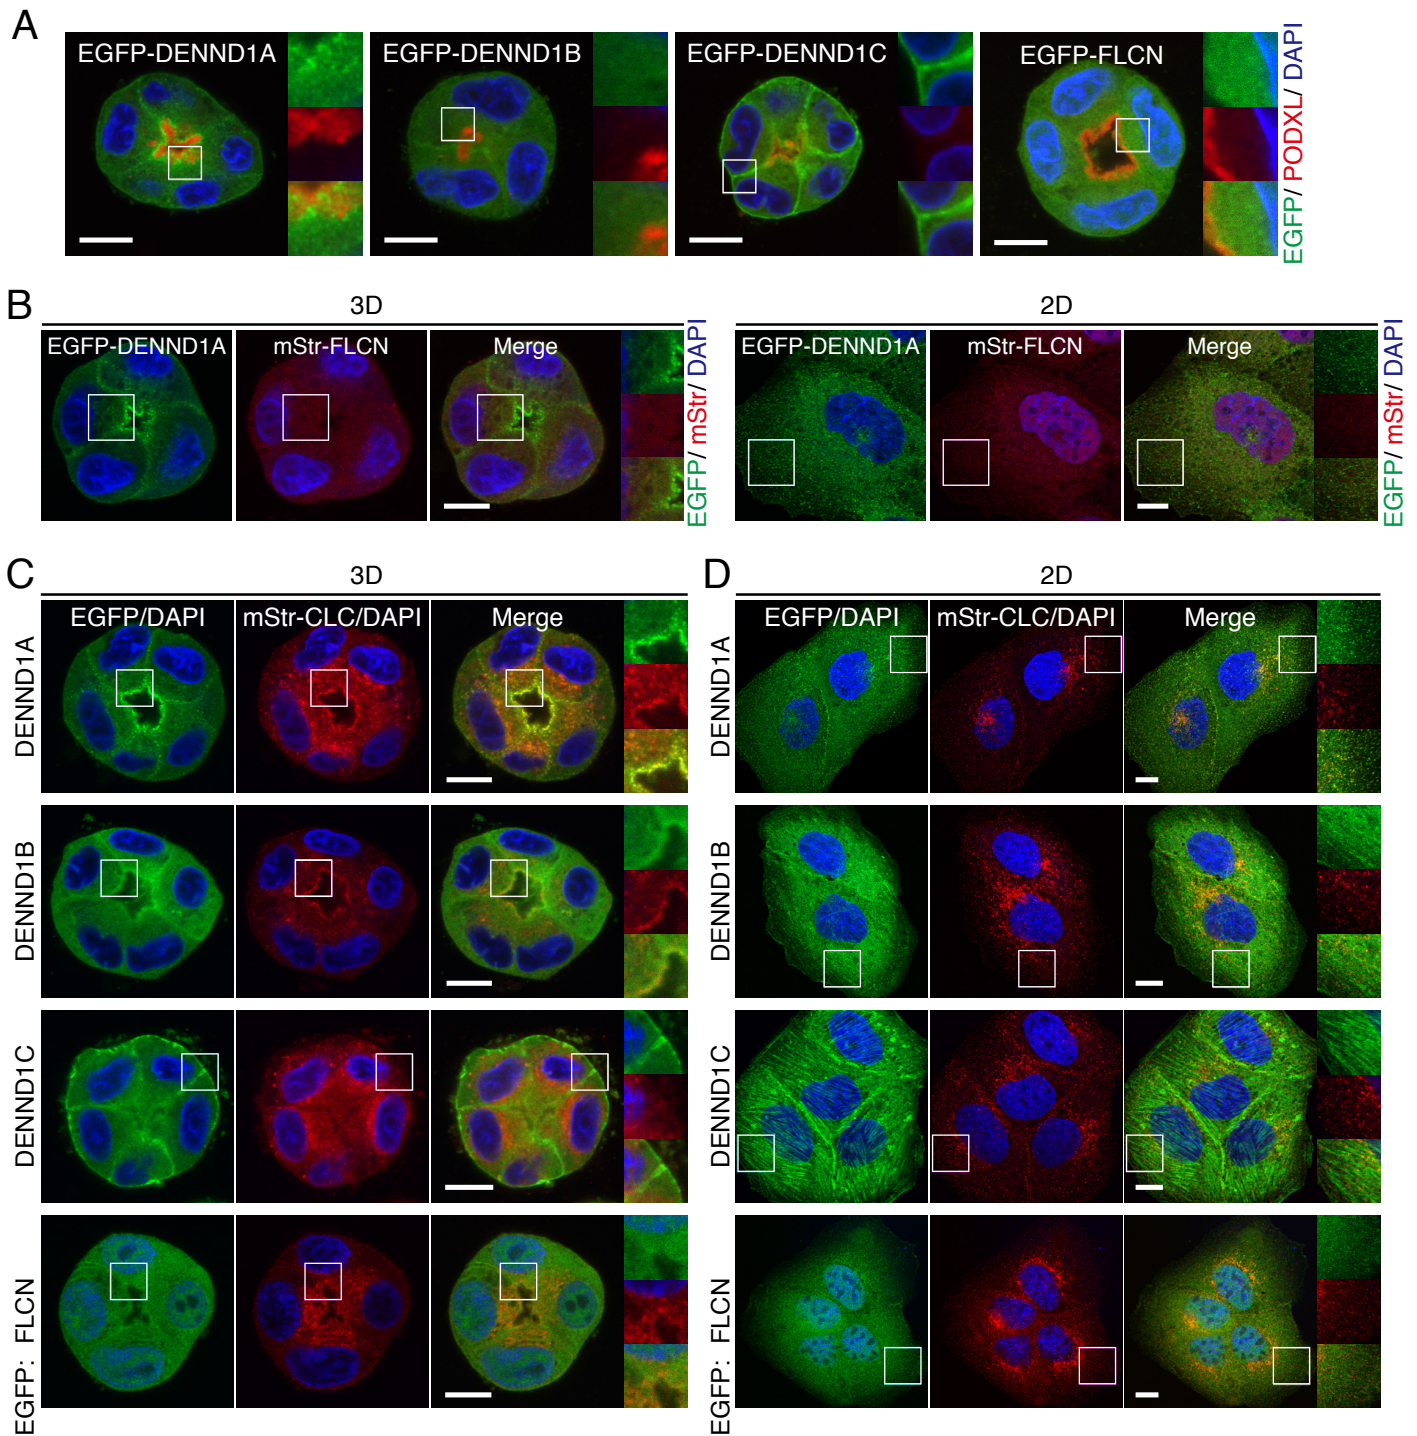 A
EGFP-DENND1A
EGFP-DENND1B
EGFP-DENND1C
EGFP-FLCN
EGFP/ PODXL/ DAPI
B
3D
2D
EGFP-DENND1A
mStr-FLCN
Merge
EGFP/ mStr/ DAPI
EGFP-DENND1A
mStr-FLCN
Merge
EGFP/ mStr/ DAPI
C
3D
EGFP/DAPI
mStr-CLC/DAPI
Merge
DENND1A
DENND1B
DENND1C
EGFP: FLCN
D
2D
EGFP/DAPI
mStr-CLC/DAPI
Merge
DENND1A
DENND1B
DENND1C
EGFP: FLCN